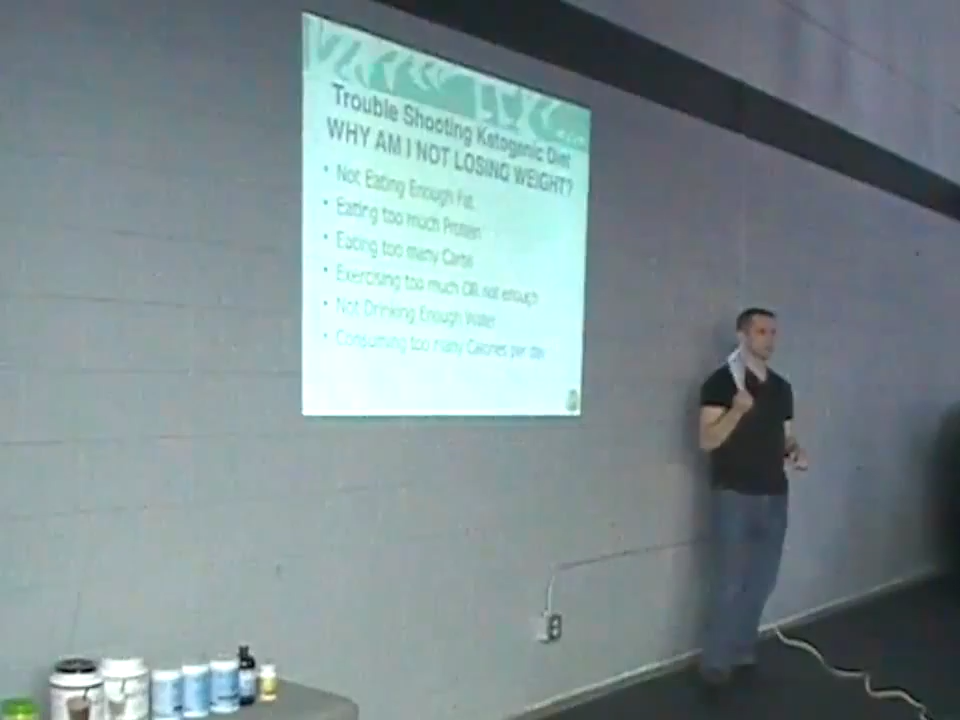 Trouble Shooting Ketogenic Diet
WHY AM I NOT LOSING WEIGHT?
• Not Eating Enough Fat.
• Eating too much Protein
• Eating too many Carbs
• Exercising too much OR not enough
• Not Drinking Enough Water
• Consuming too many Calories per day